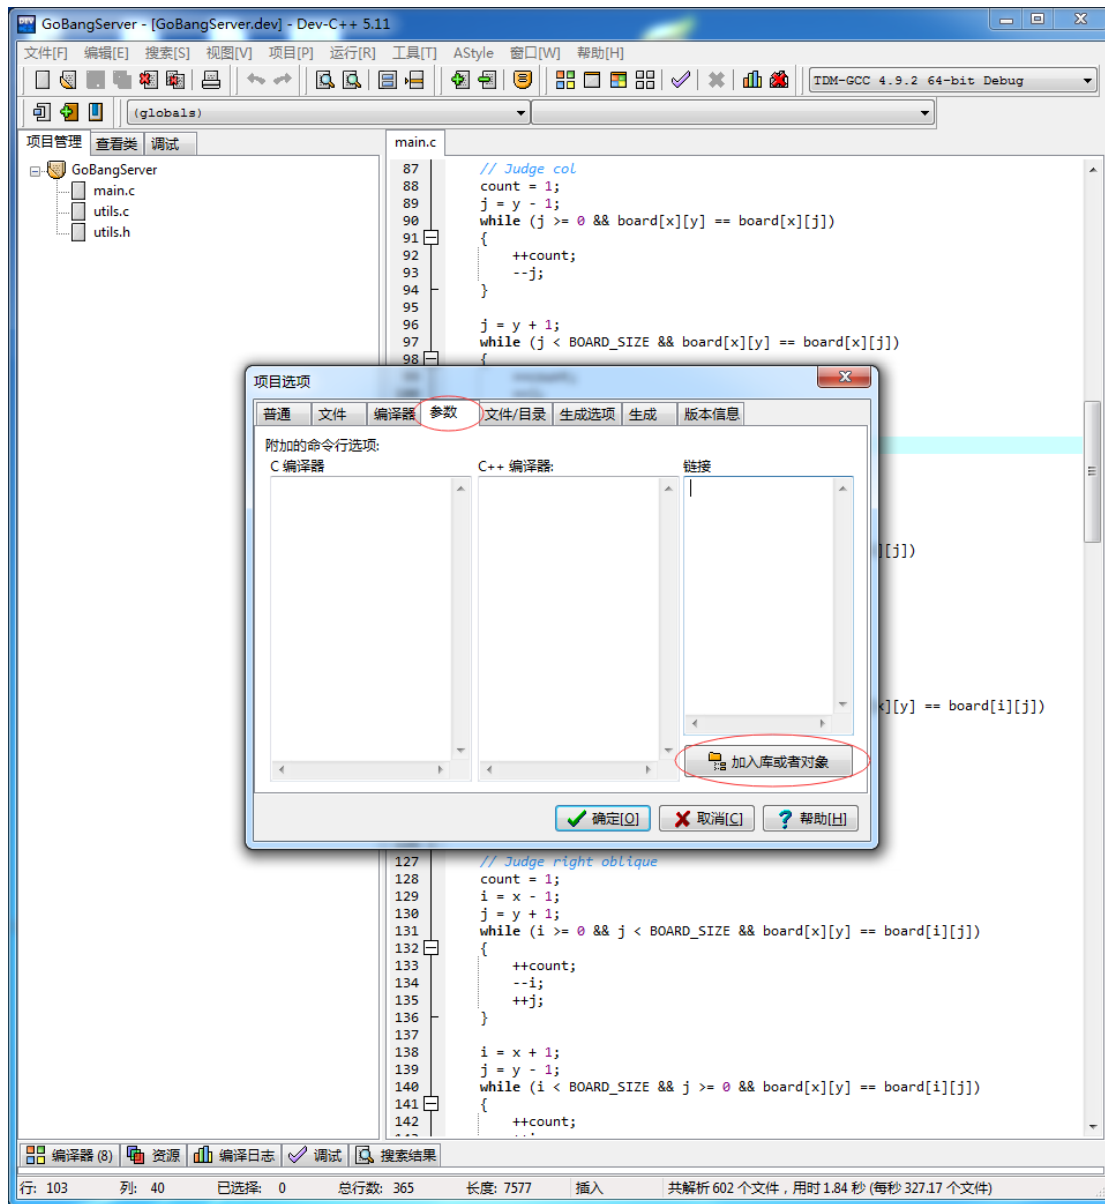 GoBangServer - [GoBangServer.dev] - Dev-C++ 5.11
文件[F] 编辑[E] 搜索[S] 视图[V] 项目[P] 运行[R] 工具[T] AStyle 窗口[W] 帮助[H]
TDM-GCC 4.9.2 64-bit Debug
(globals)
项目管理 查看类 调试
GoBangServer
main.c
utils.c
utils.h
main.c
87 // Judge col
88 count = 1;
89 j = y - 1;
90 while (j >= 0 && board[x][y] == board[x][j])
91 {
92 ++count;
93 --j;
94 }
95
96 j = y + 1;
97 while (j < BOARD_SIZE && board[x][y] == board[x][j])
98 {
项目选项
普通 文件 编译器 参数 文件/目录 生成选项 生成 版本信息
附加的命令行选项:
C 编译器 C++ 编译器: 链接
][j])
[y] == board[i][j])
加入库或者对象
确定[O] 取消[C] 帮助[H]
127 // Judge right oblique
128 count = 1;
129 i = x - 1;
130 j = y + 1;
131 while (i >= 0 && j < BOARD_SIZE && board[x][y] == board[i][j])
132 {
133 ++count;
134 --i;
135 ++j;
136 }
137
138 i = x + 1;
139 j = y - 1;
140 while (i < BOARD_SIZE && j >= 0 && board[x][y] == board[i][j])
141 {
142 ++count;
编译器 (8) 资源 编译日志 调试 搜索结果
行: 103 列: 40 已选择: 0 总行数: 365 长度: 7577 插入 共解析 602 个文件，用时 1.84 秒 (每秒 327.17 个文件)